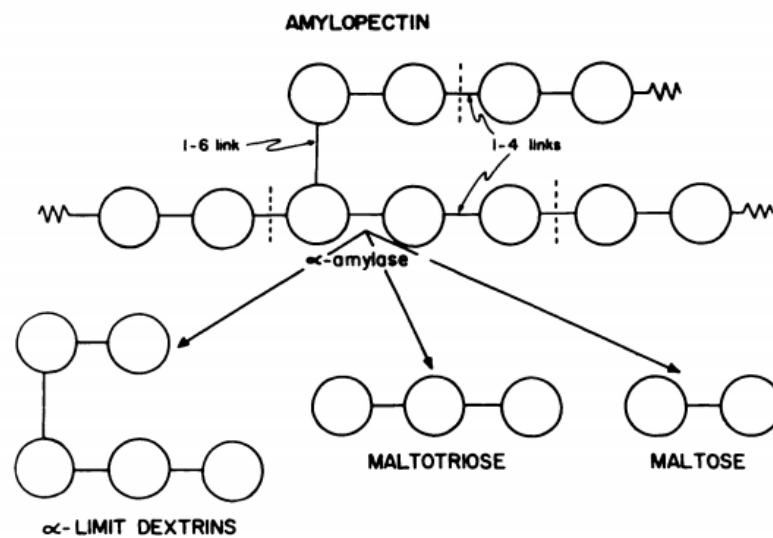 AMYLOPECTIN
1-6 link
1-4 links
∝-amylase
MALTOTRIOSE
MALTOSE
∝-LIMIT DEXTRINS